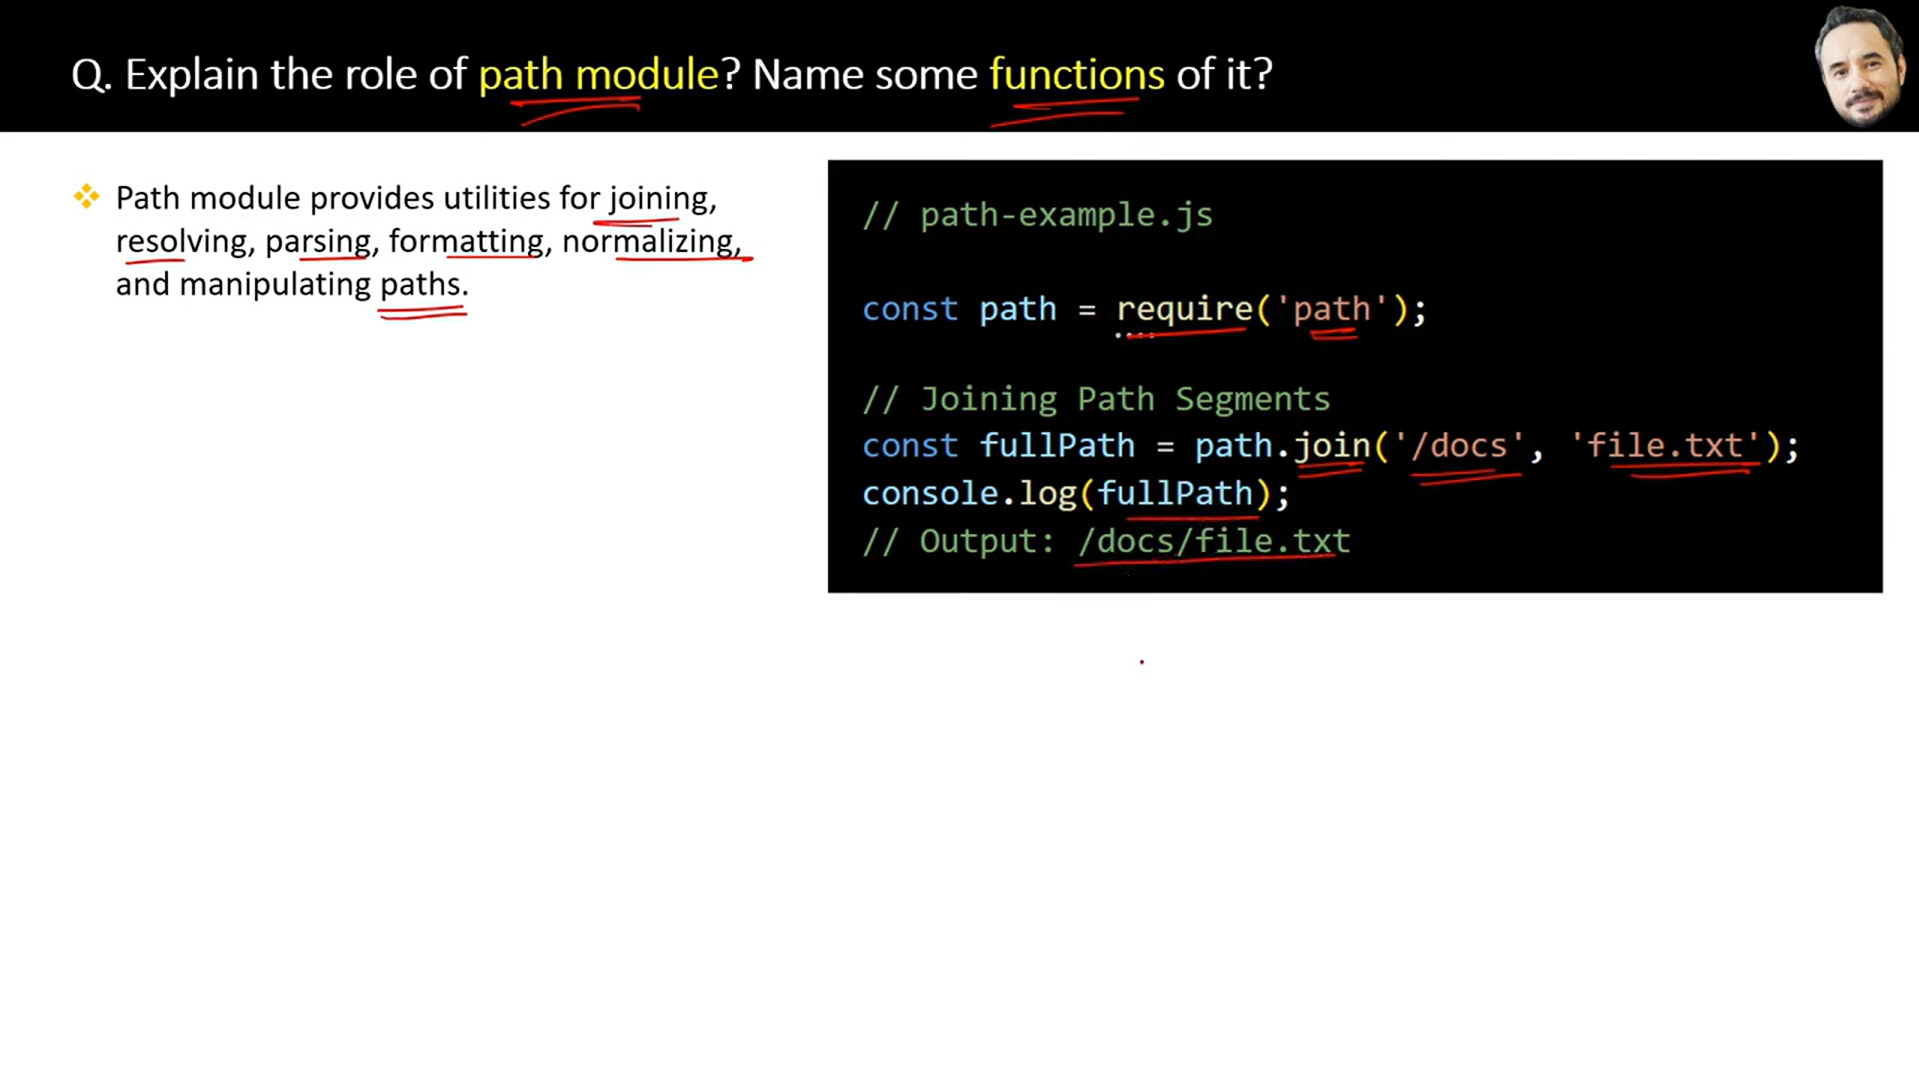 Q. Explain the role of path module? Name some functions of it?
Path module provides utilities for joining,
resolving, parsing, formatting, normalizing,
and manipulating paths.
// path-example.js
const path = require('path');
// Joining Path Segments
const fullPath = path.join('/docs', 'file.txt');
console.log(fullPath);
// Output: /docs/file.txt